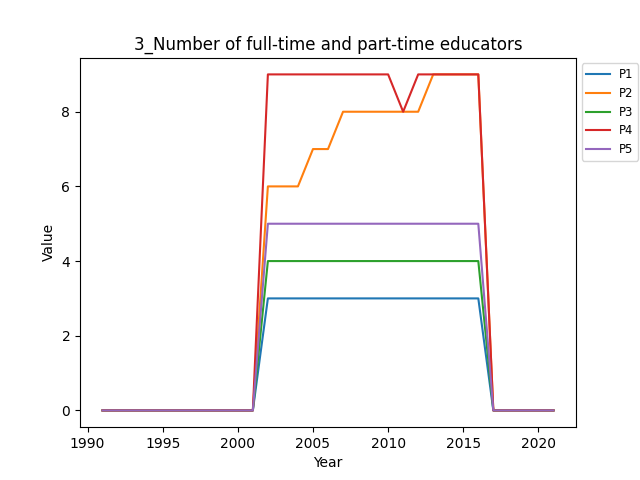 3_Number of full-time and part-time educators
P1
P2
P3
P4
P5
Value
8
6
4
2
0
1990 1995 2000 2005 2010 2015 2020
Year